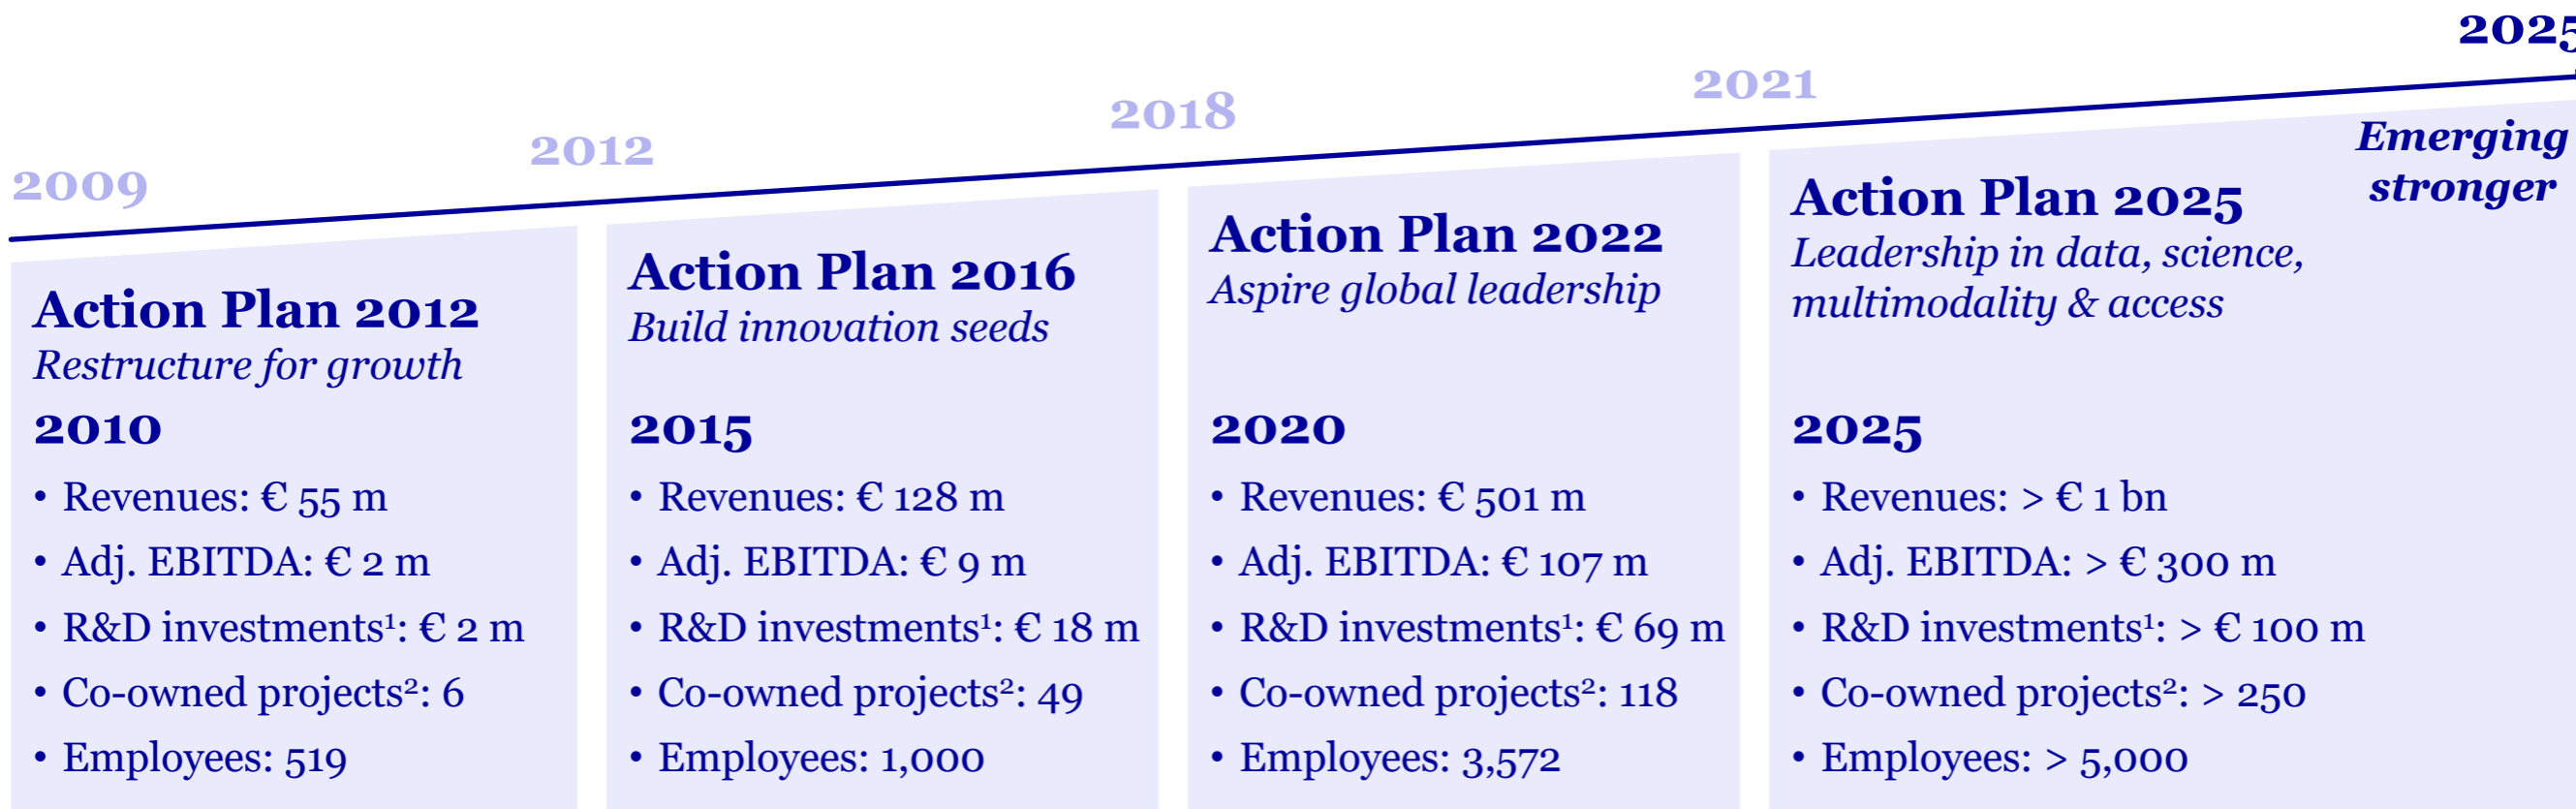 2009
2012
2018
2021
2025
Emerging
stronger
Action Plan 2012
Restructure for growth
2010
• Revenues: € 55 m
• Adj. EBITDA: € 2 m
• R&D investments¹: € 2 m
• Co-owned projects²: 6
• Employees: 519
Action Plan 2016
Build innovation seeds
2015
• Revenues: € 128 m
• Adj. EBITDA: € 9 m
• R&D investments¹: € 18 m
• Co-owned projects²: 49
• Employees: 1,000
Action Plan 2022
Aspire global leadership
2020
• Revenues: € 501 m
• Adj. EBITDA: € 107 m
• R&D investments¹: € 69 m
• Co-owned projects²: 118
• Employees: 3,572
Action Plan 2025
Leadership in data, science,
multimodality & access
2025
• Revenues: > € 1 bn
• Adj. EBITDA: > € 300 m
• R&D investments¹: > € 100 m
• Co-owned projects²: > 250
• Employees: > 5,000